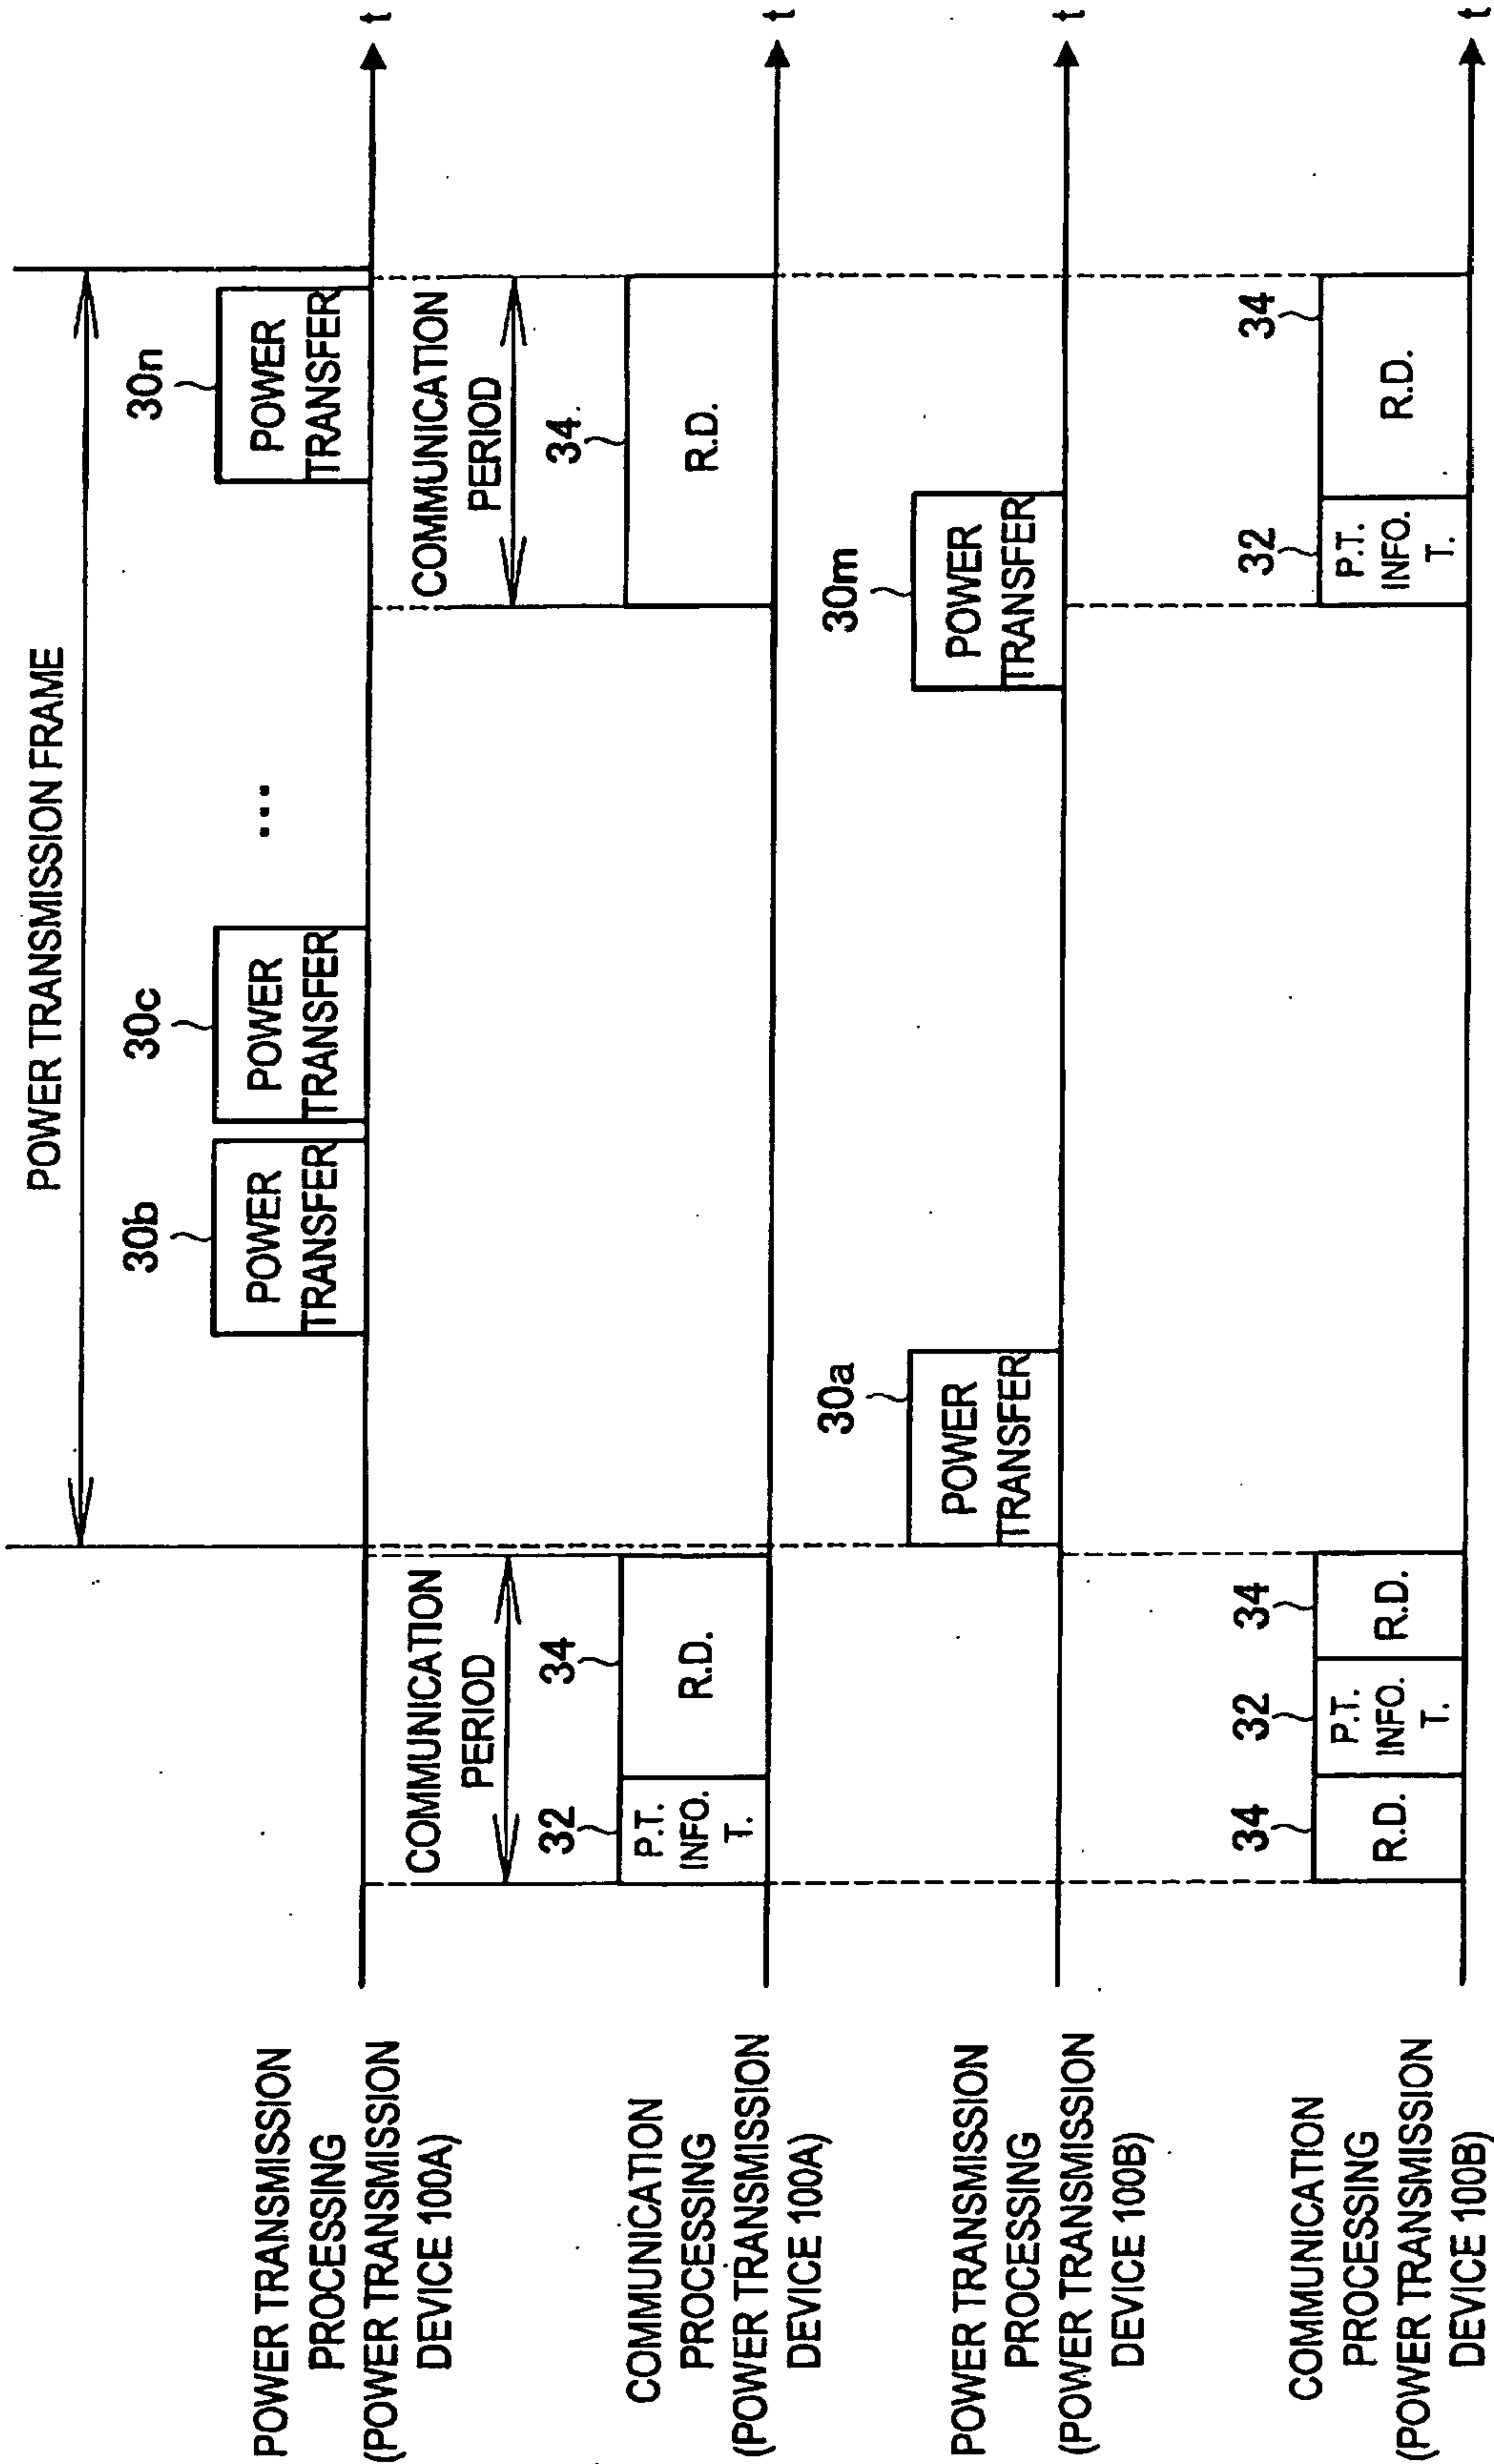 POWER TRANSMISSION FRAME
30b
30c
30n
POWER
TRANSFER
POWER
TRANSFER
...
POWER
TRANSFER
t
POWER TRANSMISSION
PROCESSING
(POWER TRANSMISSION
DEVICE 100A)
COMMUNICATION
PERIOD
COMMUNICATION
PERIOD
32
34
34
P.T.
INFO.
T.
R.D.
R.D.
t
COMMUNICATION
PROCESSING
(POWER TRANSMISSION
DEVICE 100A)
30a
30m
POWER
TRANSFER
POWER
TRANSFER
t
POWER TRANSMISSION
PROCESSING
(POWER TRANSMISSION
DEVICE 100B)
34
32
34
32
34
R.D.
P.T.
INFO.
T.
R.D.
P.T.
INFO.
T.
R.D.
t
COMMUNICATION
PROCESSING
(POWER TRANSMISSION
DEVICE 100B)